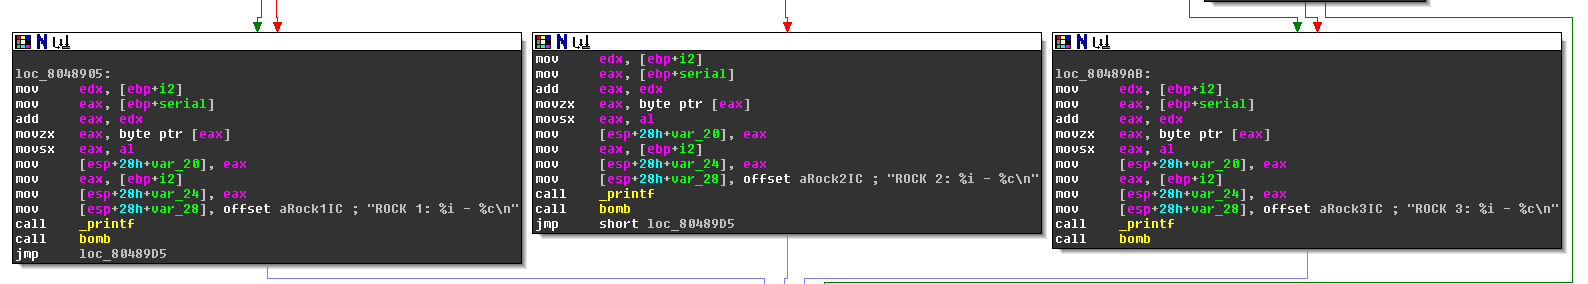 loc_8048905:
mov edx, [ebp+i2]
mov eax, [ebp+serial]
add eax, edx
movzx eax, byte ptr [eax]
movsx eax, al
mov [esp+28h+var_20], eax
mov eax, [ebp+i2]
mov [esp+28h+var_24], eax
mov [esp+28h+var_28], offset aRock1IC ; "ROCK 1: %i - %c\n"
call _printf
call bomb
jmp loc_80489D5
mov edx, [ebp+i2]
mov eax, [ebp+serial]
add eax, edx
movzx eax, byte ptr [eax]
movsx eax, al
mov [esp+28h+var_20], eax
mov eax, [ebp+i2]
mov [esp+28h+var_24], eax
mov [esp+28h+var_28], offset aRock2IC ; "ROCK 2: %i - %c\n"
call _printf
call bomb
jmp short loc_80489D5
loc_80489AB:
mov edx, [ebp+i2]
mov eax, [ebp+serial]
add eax, edx
movzx eax, byte ptr [eax]
movsx eax, al
mov [esp+28h+var_20], eax
mov eax, [ebp+i2]
mov [esp+28h+var_24], eax
mov [esp+28h+var_28], offset aRock3IC ; "ROCK 3: %i - %c\n"
call _printf
call bomb